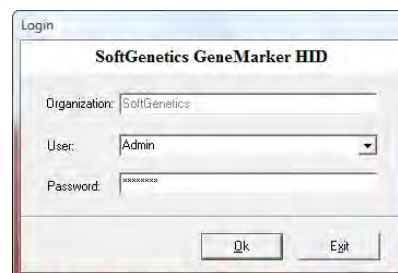 Login
SoftGenetics GeneMarker HID
Organization: SoftGenetics
User: Admin
Password: ********
Ok Exit